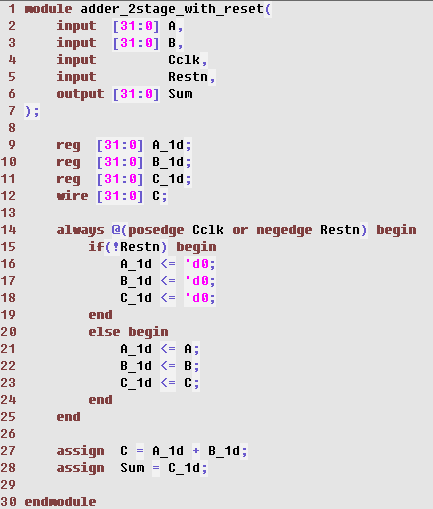 1 module adder_2stage_with_reset(
2     input  [31:0] A,
3     input  [31:0] B,
4     input         Cclk,
5     input         Restn,
6     output [31:0] Sum
7 );
8
9     reg  [31:0] A_1d;
10     reg  [31:0] B_1d;
11     reg  [31:0] C_1d;
12     wire [31:0] C;
13
14     always @(posedge Cclk or negedge Restn) begin
15         if(!Restn) begin
16             A_1d <= 'd0;
17             B_1d <= 'd0;
18             C_1d <= 'd0;
19         end
20         else begin
21             A_1d <= A;
22             B_1d <= B;
23             C_1d <= C;
24         end
25     end
26
27     assign  C = A_1d + B_1d;
28     assign  Sum = C_1d;
29
30 endmodule